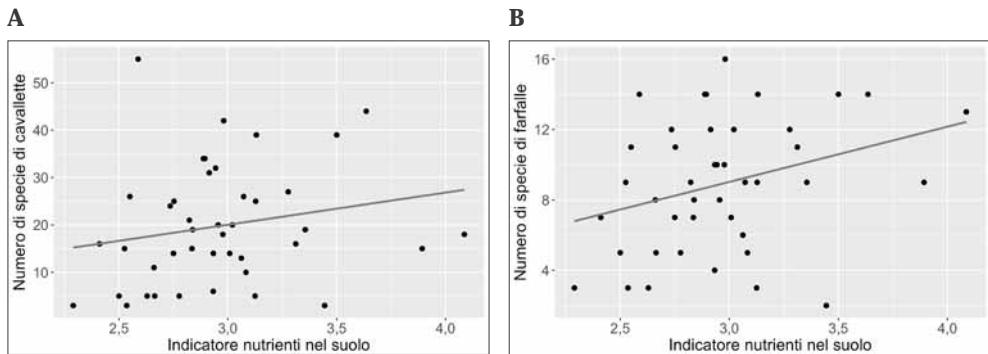 A
B
Numero di specie di cavallette
50
40
30
20
10
2,5 3,0 3,5 4,0
Indicatore nutrienti nel suolo
Numero di specie di farfalle
16
12
8
4
2,5 3,0 3,5 4,0
Indicatore nutrienti nel suolo